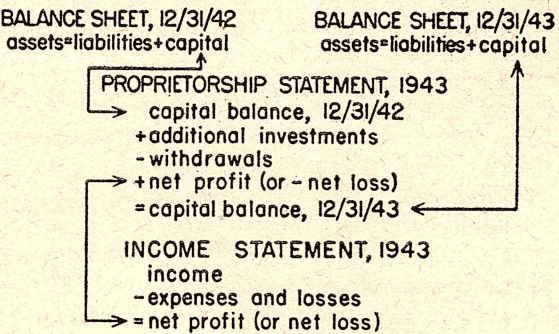 BALANCE SHEET, 12/31/42
assets=liabilities+capital
BALANCE SHEET, 12/31/43
assets=liabilities+capital
PROPRIETORSHIP STATEMENT, 1943
capital balance, 12/31/42
+additional investments
-withdrawals
+net profit (or - net loss)
=capital balance, 12/31/43
INCOME STATEMENT, 1943
income
-expenses and losses
=net profit (or net loss)